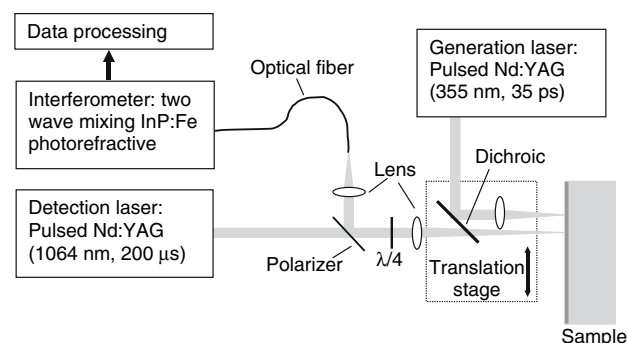 Data processing
Interferometer: two
wave mixing InP:Fe
photorefractive
Optical fiber
Generation laser:
Pulsed Nd:YAG
(355 nm, 35 ps)
Detection laser:
Pulsed Nd:YAG
(1064 nm, 200 μs)
Lens
Dichroic
Polarizer
λ/4
Translation
stage
Sample